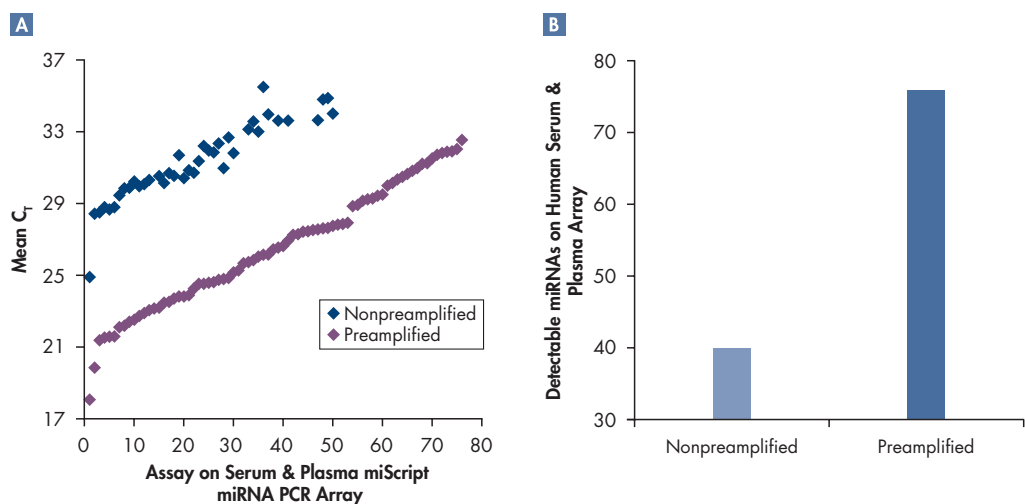 A
37
33
29
25
21
17
Mean CT
Nonpreamplified
Preamplified
0 10 20 30 40 50 60 70 80
Assay on Serum & Plasma miScript
miRNA PCR Array
B
80
70
60
50
40
30
Detectable miRNAs on Human Serum &
Plasma Array
Nonpreamplified Preamplified